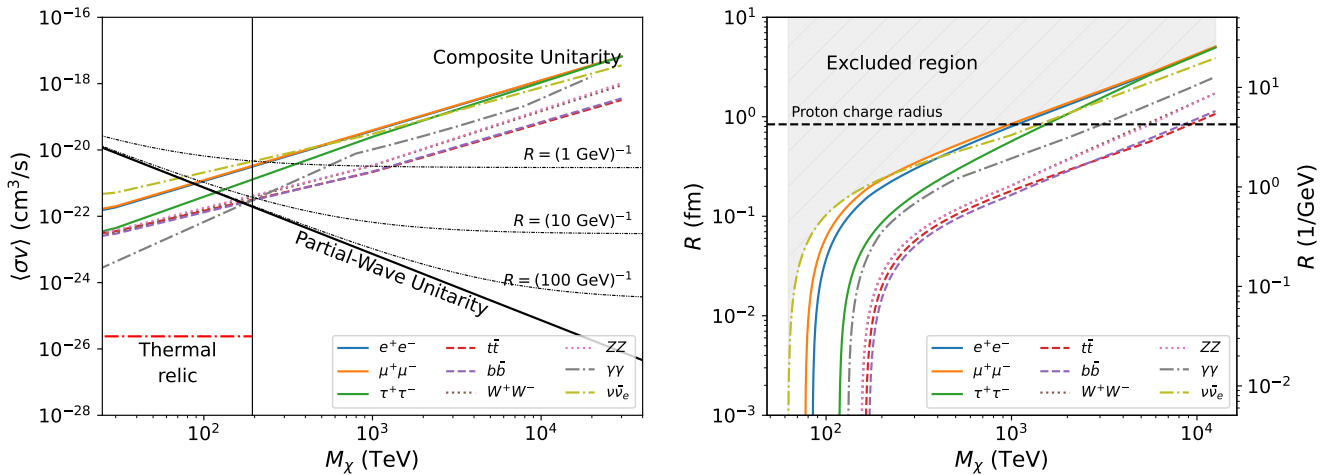 10⁻¹⁶
10⁻¹⁸
10⁻²⁰
10⁻²²
10⁻²⁴
10⁻²⁶
10⁻²⁸
⟨σv⟩ (cm³/s)
Composite Unitarity
R = (1 GeV)⁻¹
R = (10 GeV)⁻¹
R = (100 GeV)⁻¹
Partial-Wave Unitarity
Thermal
relic
e⁺e⁻
μ⁺μ⁻
τ⁺τ⁻
tt̄
bb̄
W⁺W⁻
ZZ
γγ
νν̄ₑ
10² 10³ 10⁴
Mχ (TeV)
10¹
10⁰
10⁻¹
10⁻²
10⁻³
R (fm)
Excluded region
Proton charge radius
e⁺e⁻
μ⁺μ⁻
τ⁺τ⁻
tt̄
bb̄
W⁺W⁻
ZZ
γγ
νν̄ₑ
10² 10³ 10⁴
Mχ (TeV)
10¹
10⁰
10⁻¹
10⁻²
R (1/GeV)